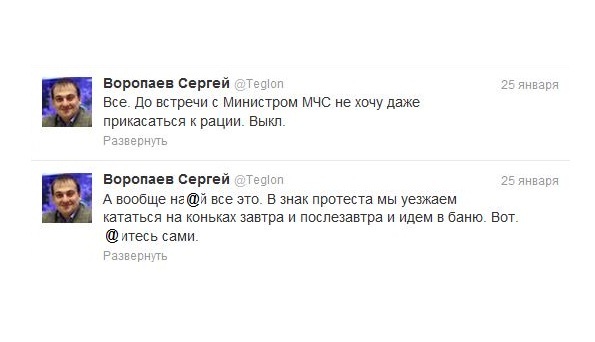 Воропаев Сергей @Teglon 25 января
Все. До встречи с Министром МЧС не хочу даже
прикасаться к рации. Выкл.
Развернуть
Воропаев Сергей @Teglon 25 января
А вообще на@й все это. В знак протеста мы уезжаем
кататься на коньках завтра и послезавтра и идем в баню. Вот.
@итесь сами.
Развернуть